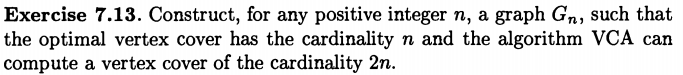 Exercise 7.13. Construct, for any positive integer n, a graph Gₙ, such that
the optimal vertex cover has the cardinality n and the algorithm VCA can
compute a vertex cover of the cardinality 2n.